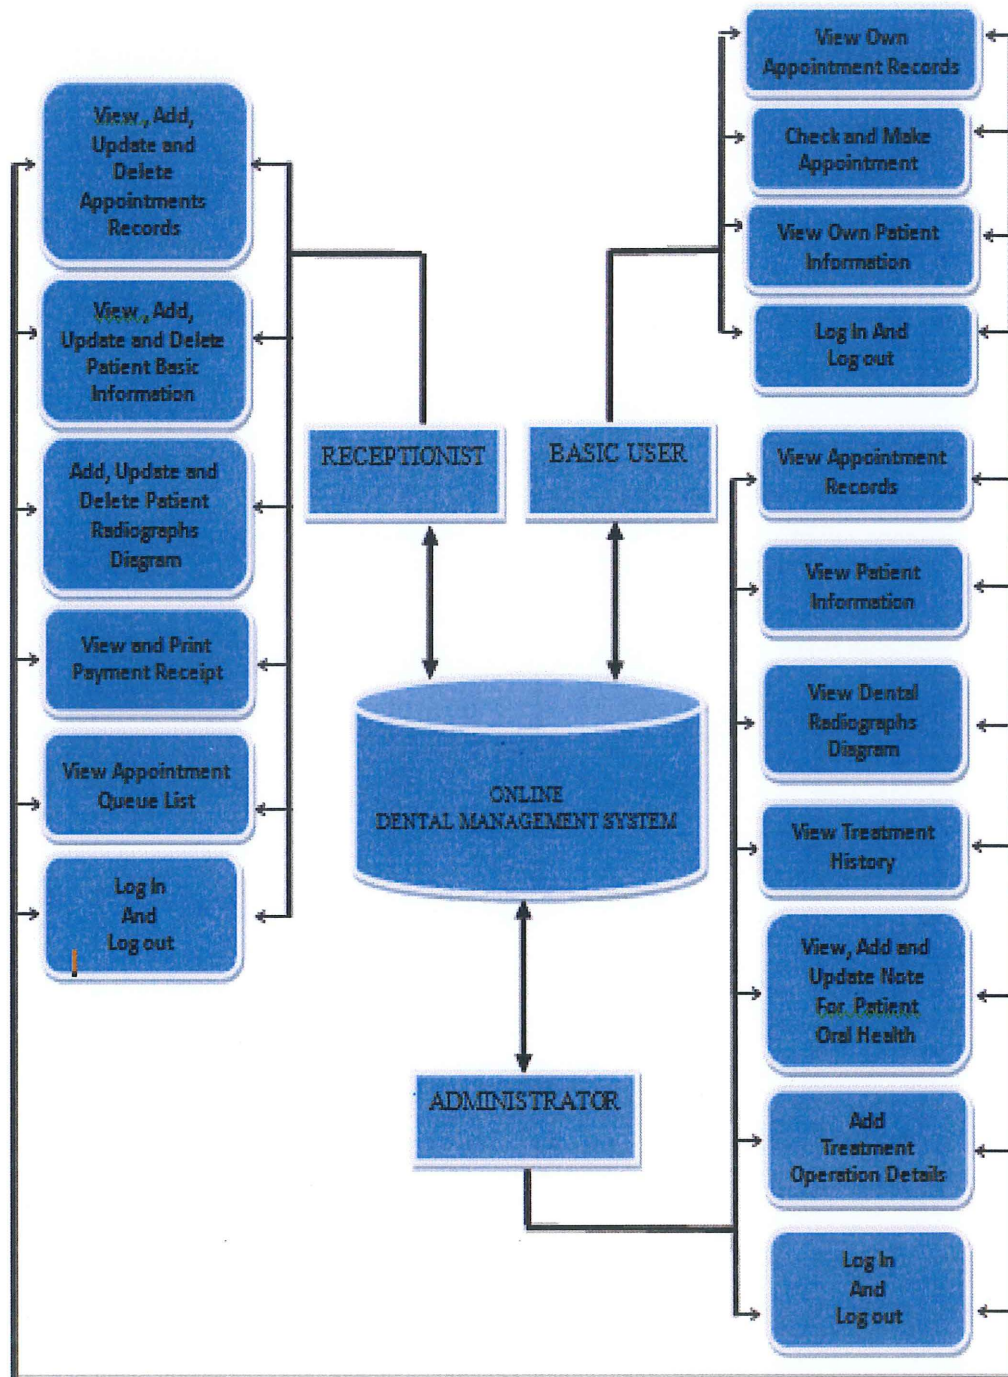 View , Add,
Update and
Delete
Appointments
Records
View , Add,
Update and Delete
Patient Basic
Information
Add, Update and
Delete Patient
Radiographs
Diagram
View and Print
Payment Receipt
View Appointment
Queue List
Log In
And
Log out
RECEPTIONIST
BASIC USER
ONLINE
DENTAL MANAGEMENT SYSTEM
ADMINISTRATOR
View Own
Appointment Records
Check and Make
Appointment
View Own Patient
Information
Log In And
Log out
View Appointment
Records
View Patient
Information
View Dental
Radiographs
Diagram
View Treatment
History
View, Add and
Update Note
For Patient
Oral Health
Add
Treatment
Operation Details
Log In
And
Log out